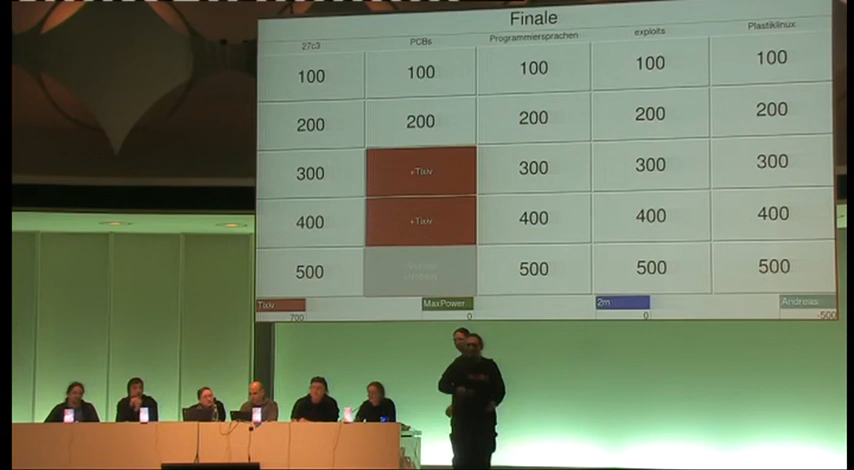 Finale
27c3 PCBs Programmiersprachen exploits Plastiklinux
100 100 100 100 100
200 200 200 200 200
300 +Tixiv 300 300 300
400 +Tixiv 400 400 400
500 500 500 500
Tixiv MaxPower 2m Andreas
700 0 0 -500